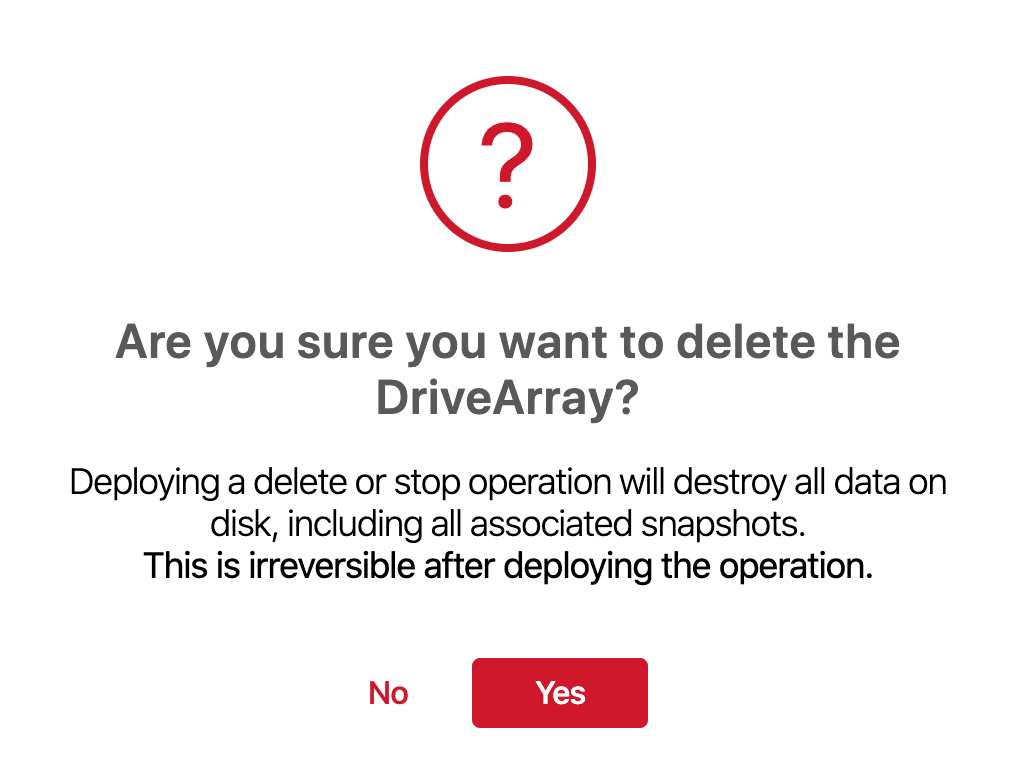 ?
Are you sure you want to delete the
DriveArray?
Deploying a delete or stop operation will destroy all data on
disk, including all associated snapshots.
This is irreversible after deploying the operation.
No Yes